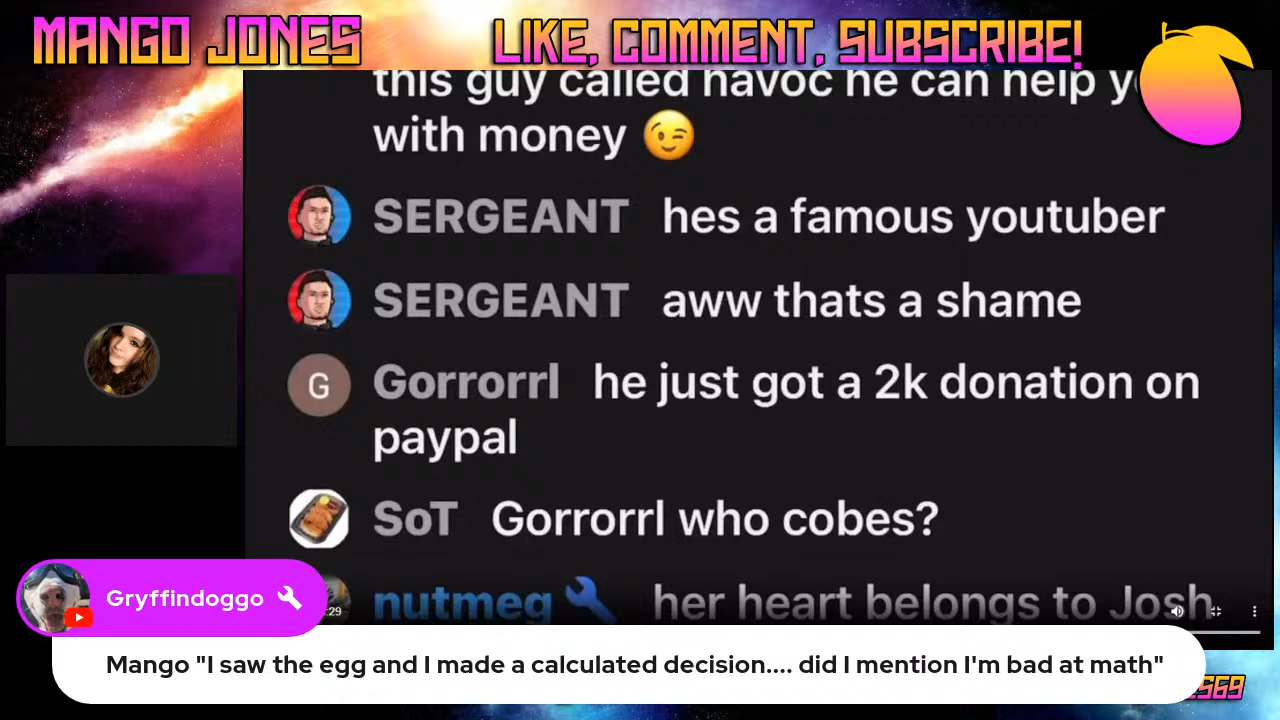 MANGO JONES
LIKE, COMMENT, SUBSCRIBE!
this guy called havoc he can help
with money 😉
SERGEANT hes a famous youtuber
SERGEANT aww thats a shame
G Gorrorrl he just got a 2k donation on
paypal
SoT Gorrorrl who cobes?
nutmeg her heart belongs to Josh
:29
Gryffindoggo
Mango "I saw the egg and I made a calculated decision.... did I mention I'm bad at math"
569